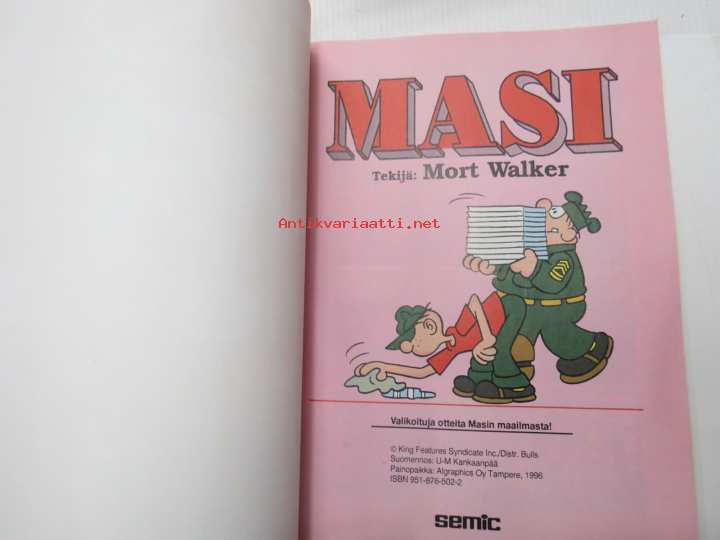 MASI
Tekijä: Mort Walker
Antikvariaatti.net
Valikoituja otteita Masin maailmasta!
© King Features Syndicate Inc./Distr. Bulls
Suomennos: U-M Kankaanpää
Painopaikka: Algraphics Oy Tampere, 1996
ISBN 951-876-502-2
semic